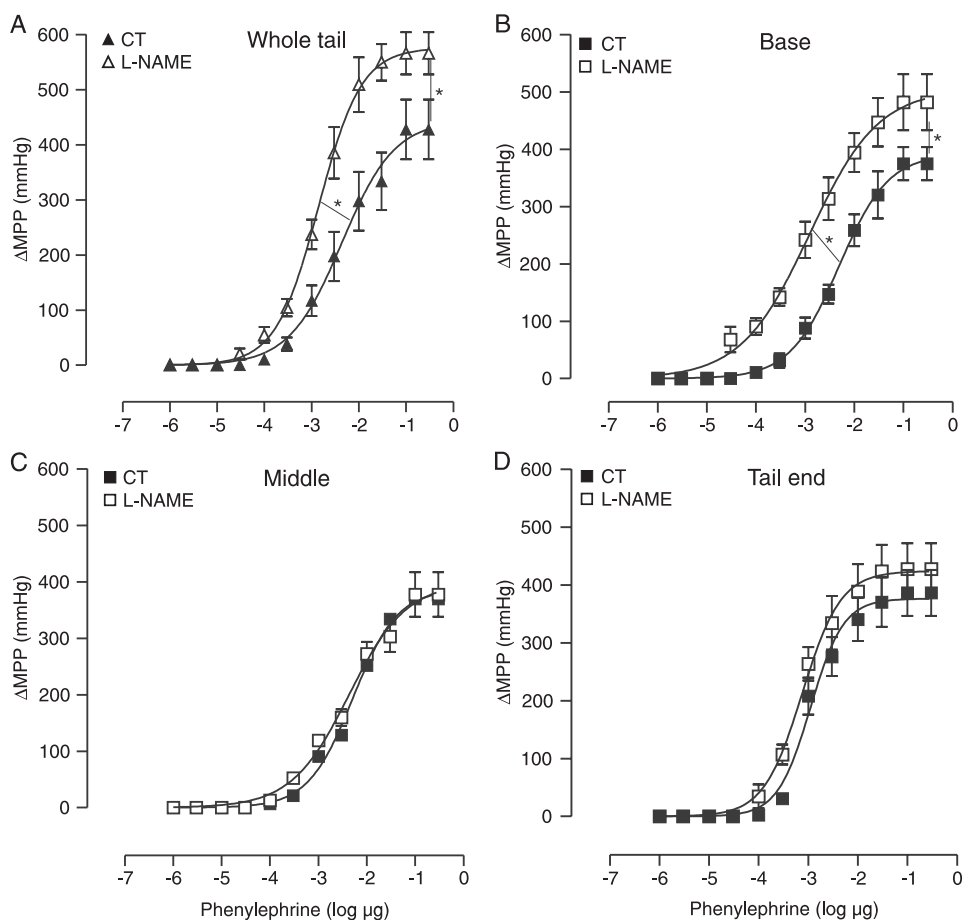 A
Whole tail
CT
L-NAME
ΔMPP (mmHg)
600
500
400
300
200
100
0
*
*
-7 -6 -5 -4 -3 -2 -1 0
B
Base
CT
L-NAME
ΔMPP (mmHg)
600
500
400
300
200
100
0
*
*
-7 -6 -5 -4 -3 -2 -1 0
C
Middle
CT
L-NAME
ΔMPP (mmHg)
600
500
400
300
200
100
0
-7 -6 -5 -4 -3 -2 -1 0
Phenylephrine (log µg)
D
Tail end
CT
L-NAME
ΔMPP (mmHg)
600
500
400
300
200
100
0
-7 -6 -5 -4 -3 -2 -1 0
Phenylephrine (log µg)